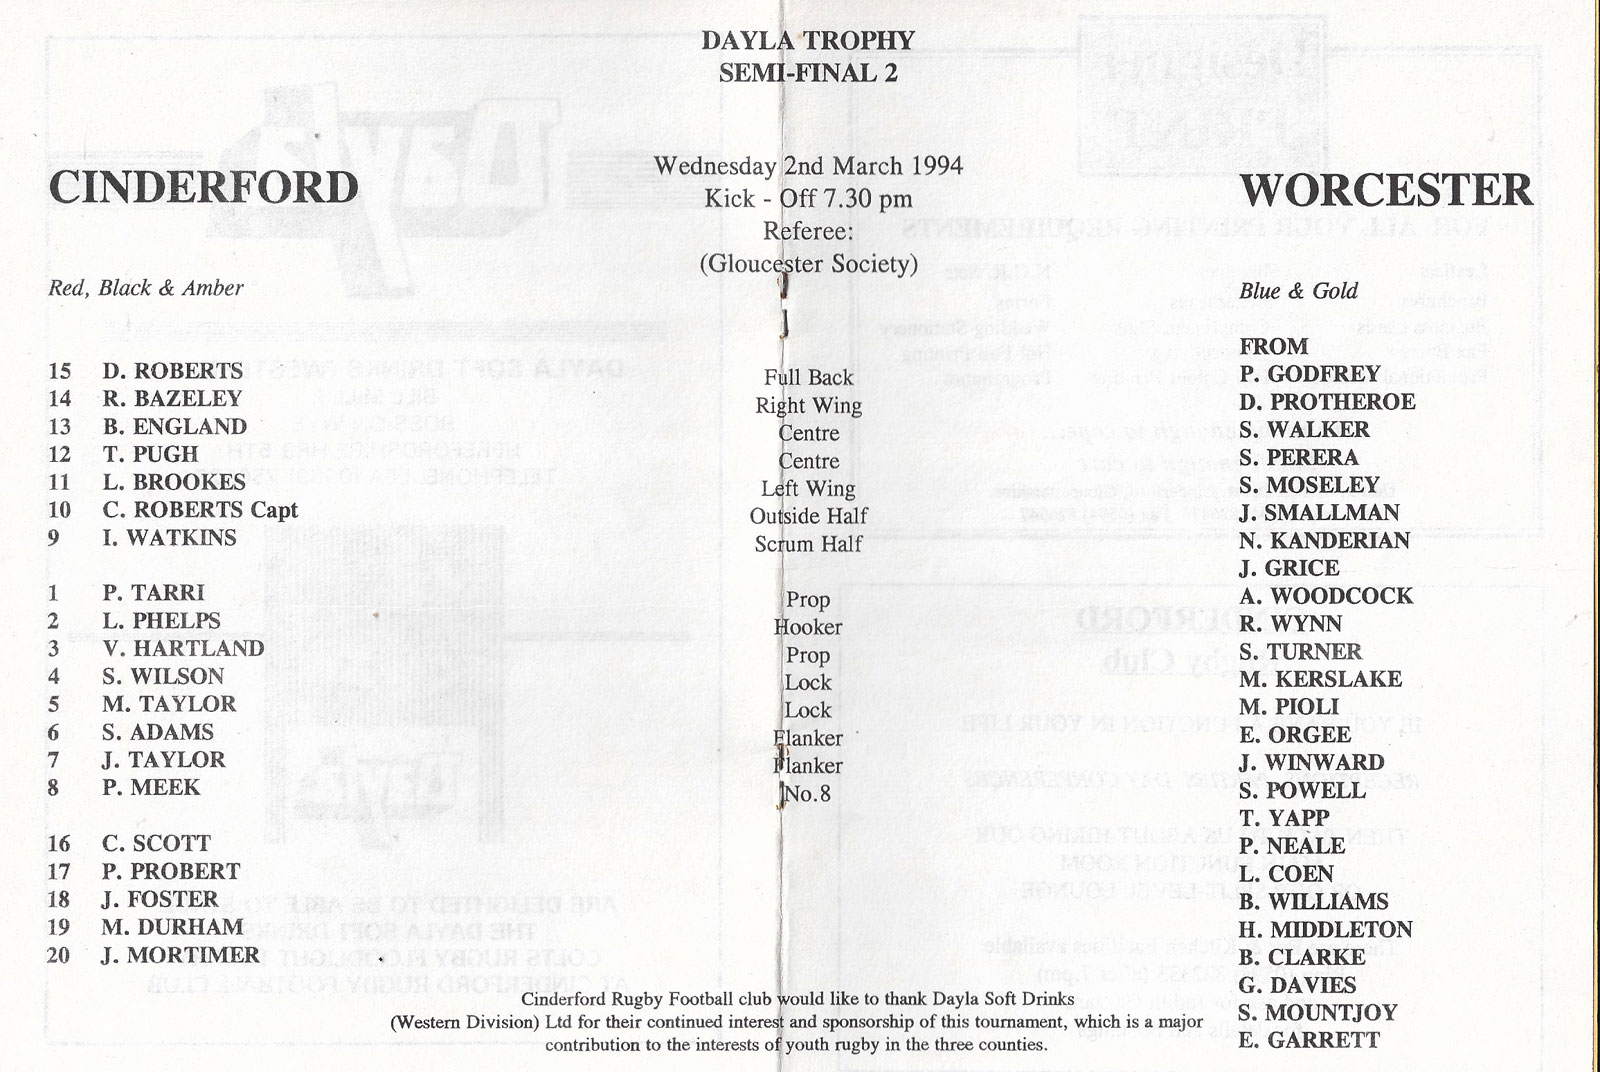 DAYLA TROPHY
SEMI-FINAL 2
Wednesday 2nd March 1994
Kick - Off 7.30 pm
Referee:
(Gloucester Society)
CINDERFORD
Red, Black & Amber
15 D. ROBERTS
14 R. BAZELEY
13 B. ENGLAND
12 T. PUGH
11 L. BROOKES
10 C. ROBERTS Capt
9 I. WATKINS
1 P. TARRI
2 L. PHELPS
3 V. HARTLAND
4 S. WILSON
5 M. TAYLOR
6 S. ADAMS
7 J. TAYLOR
8 P. MEEK
16 C. SCOTT
17 P. PROBERT
18 J. FOSTER
19 M. DURHAM
20 J. MORTIMER
Full Back
Right Wing
Centre
Centre
Left Wing
Outside Half
Scrum Half
Prop
Hooker
Prop
Lock
Lock
Flanker
Flanker
No.8
WORCESTER
Blue & Gold
FROM
P. GODFREY
D. PROTHEROE
S. WALKER
S. PERERA
S. MOSELEY
J. SMALLMAN
N. KANDERIAN
J. GRICE
A. WOODCOCK
R. WYNN
S. TURNER
M. KERSLAKE
M. PIOLI
E. ORGEE
J. WINWARD
S. POWELL
T. YAPP
P. NEALE
L. COEN
B. WILLIAMS
H. MIDDLETON
B. CLARKE
G. DAVIES
S. MOUNTJOY
E. GARRETT
Cinderford Rugby Football club would like to thank Dayla Soft Drinks
(Western Division) Ltd for their continued interest and sponsorship of this tournament, which is a major
contribution to the interests of youth rugby in the three counties.